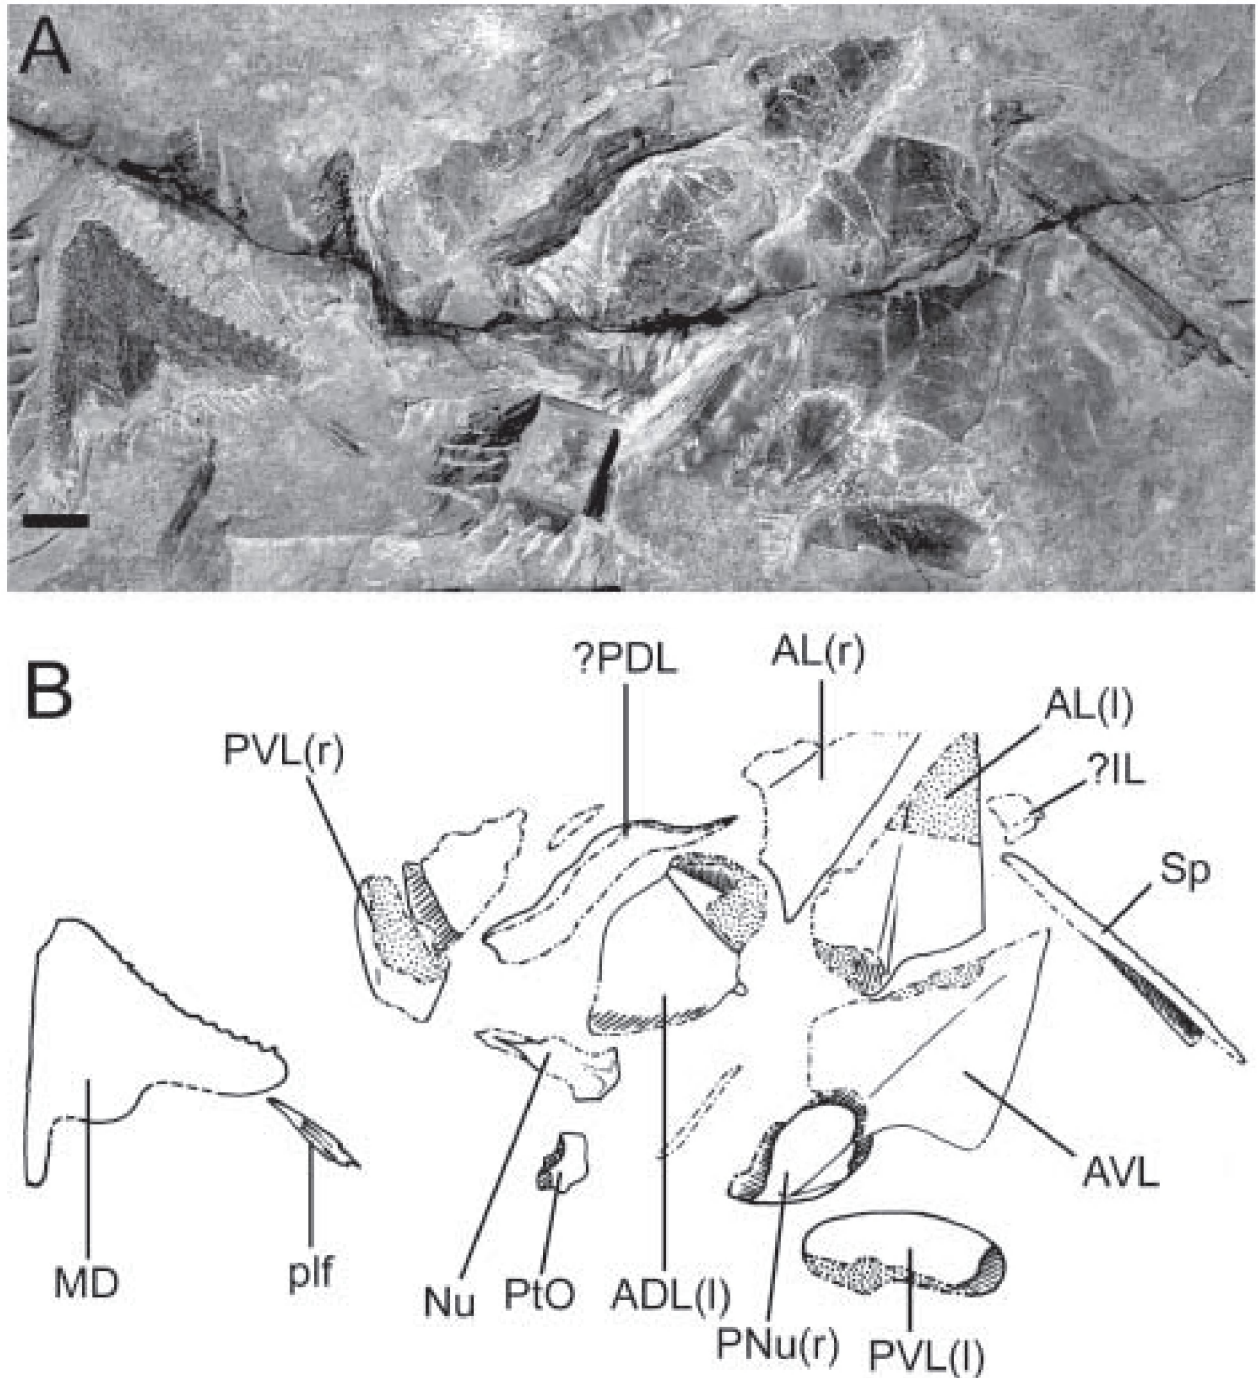 A
B
?PDL
AL(r)
AL(l)
PVL(r)
?IL
Sp
AVL
MD
plf
Nu
PtO
ADL(l)
PNu(r)
PVL(l)